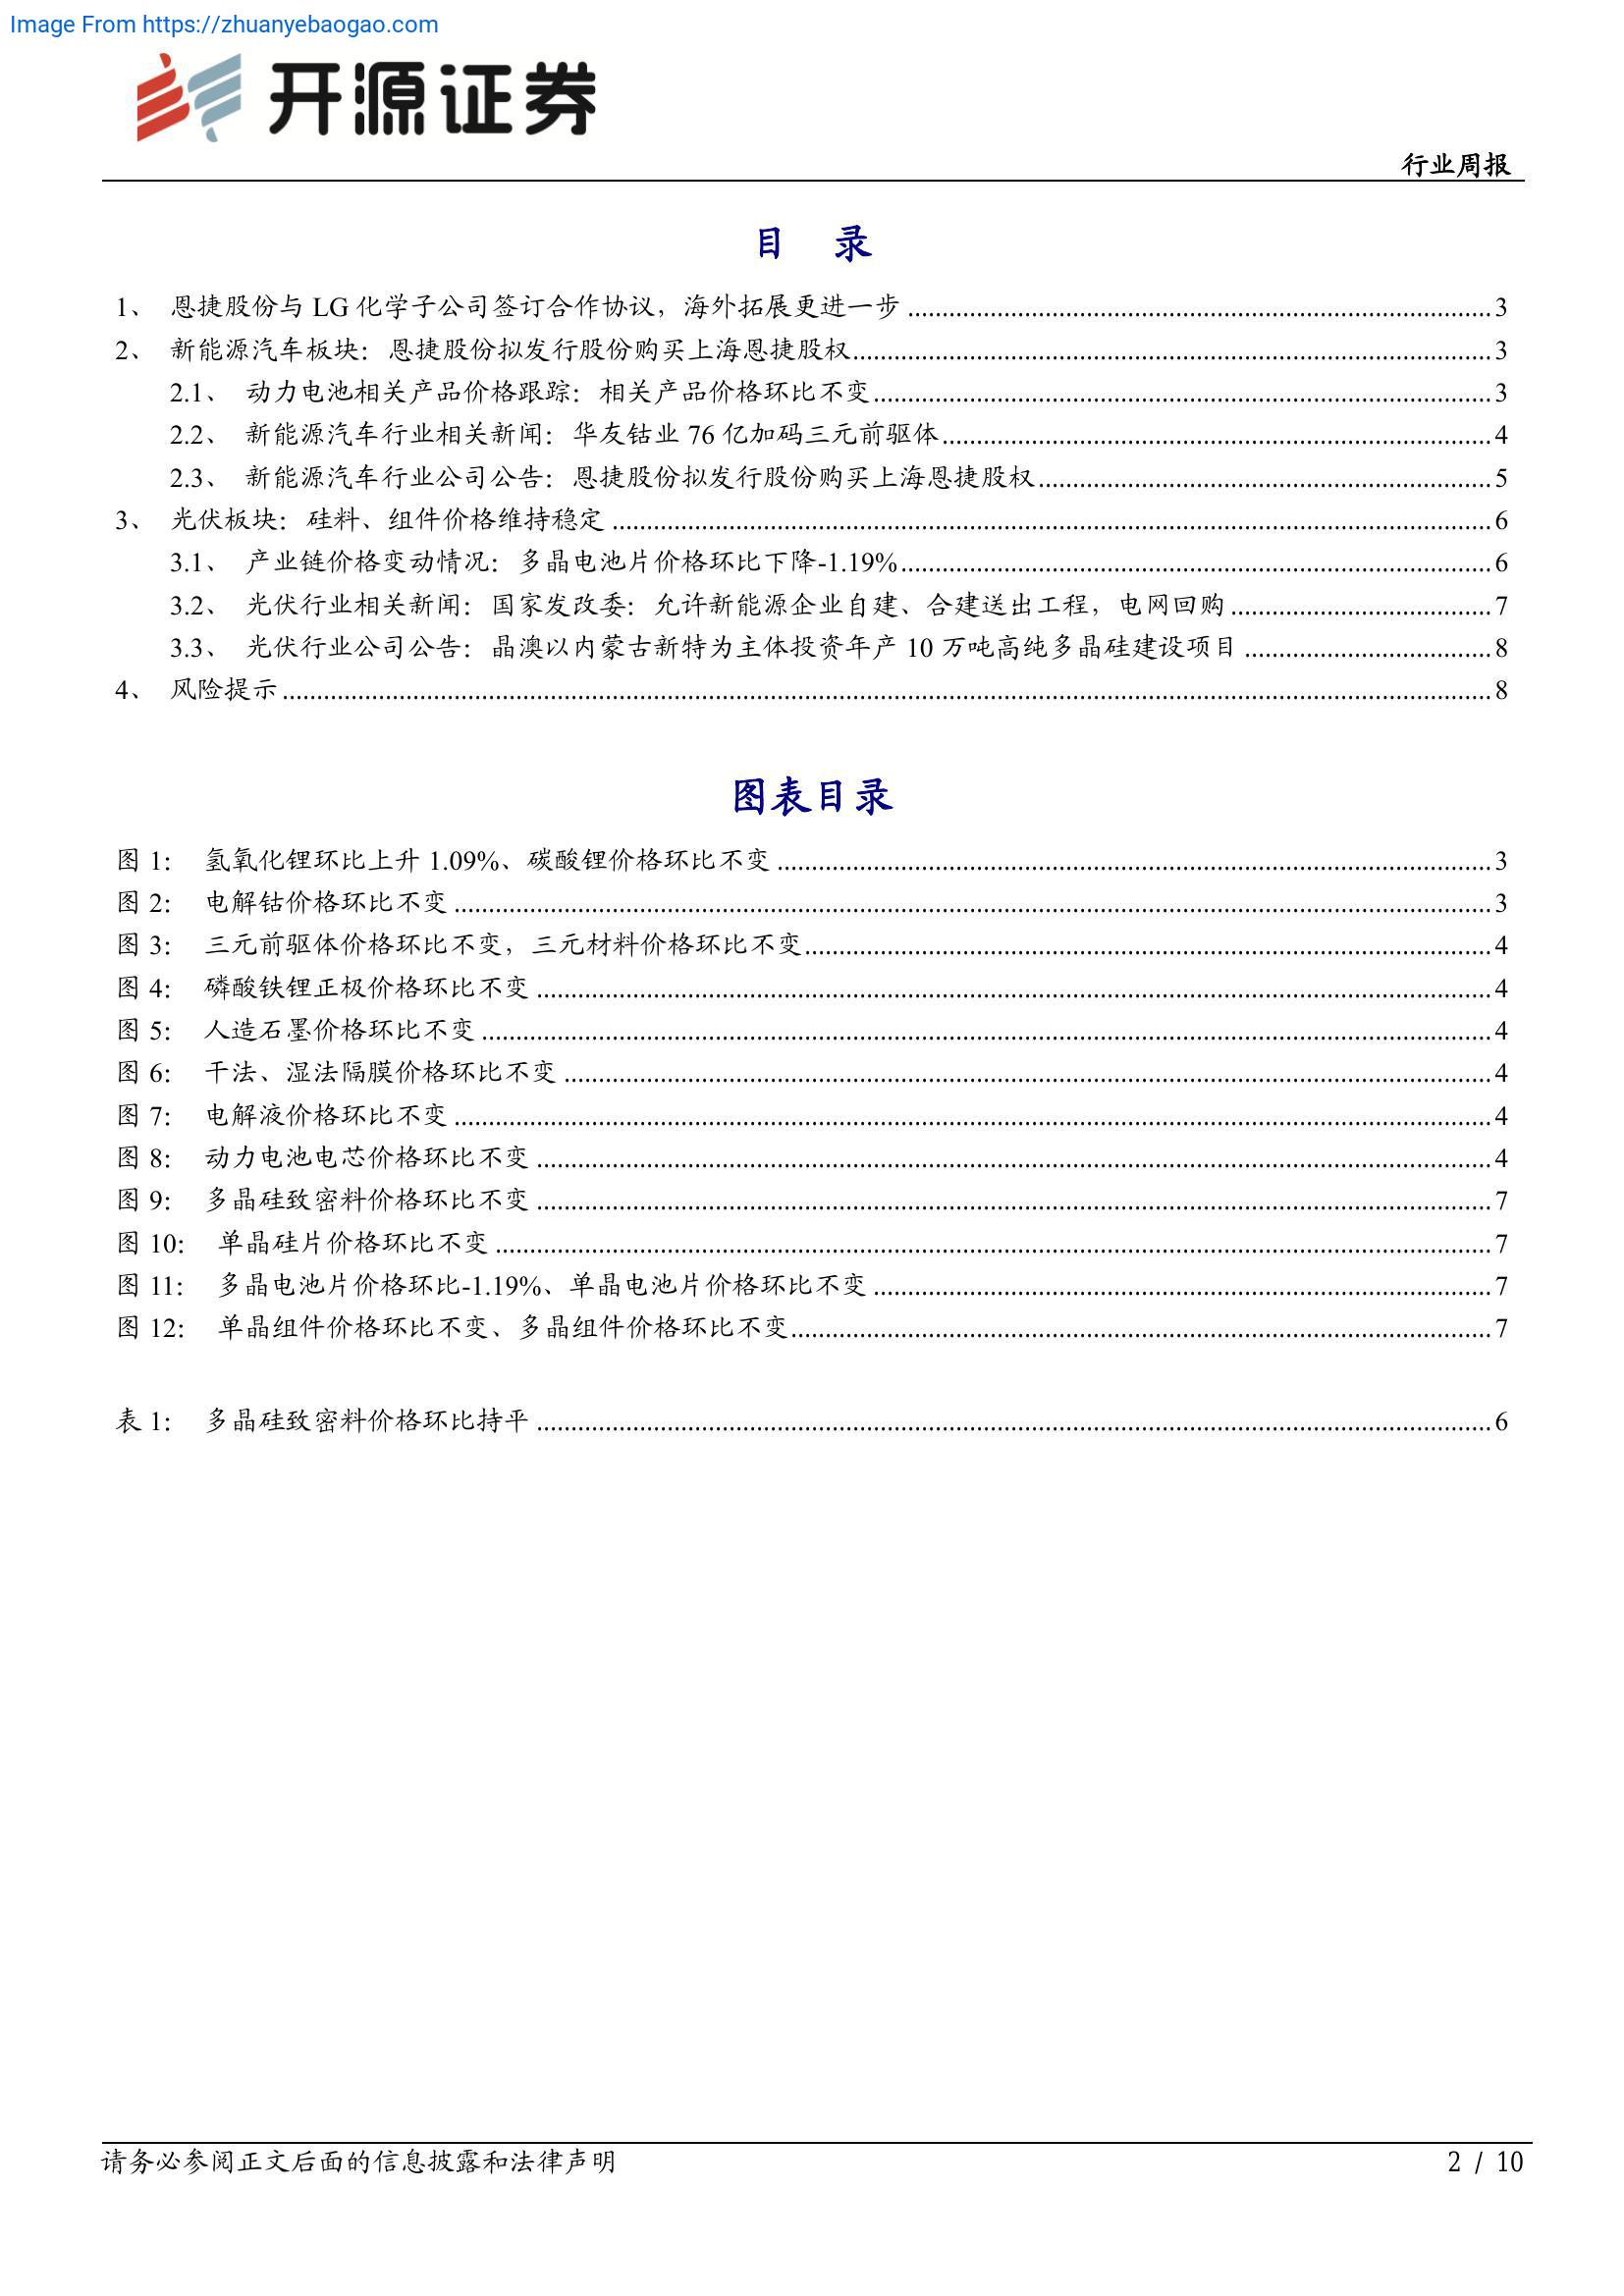 Image From https://zhuanyebaogao.com
开源证券
行业周报
目 录
1、 恩捷股份与 LG 化学子公司签订合作协议，海外拓展更进一步 3
2、 新能源汽车板块：恩捷股份拟发行股份购买上海恩捷股权 3
2.1、 动力电池相关产品价格跟踪：相关产品价格环比不变 3
2.2、 新能源汽车行业相关新闻：华友钴业 76 亿加码三元前驱体 4
2.3、 新能源汽车行业公司公告：恩捷股份拟发行股份购买上海恩捷股权 5
3、 光伏板块：硅料、组件价格维持稳定 6
3.1、 产业链价格变动情况：多晶电池片价格环比下降-1.19% 6
3.2、 光伏行业相关新闻：国家发改委：允许新能源企业自建、合建送出工程，电网回购 7
3.3、 光伏行业公司公告：晶澳以内蒙古新特为主体投资年产 10 万吨高纯多晶硅建设项目 8
4、 风险提示 8
图表目录
图 1： 氢氧化锂环比上升 1.09%、碳酸锂价格环比不变 3
图 2： 电解钴价格环比不变 3
图 3： 三元前驱体价格环比不变，三元材料价格环比不变 4
图 4： 磷酸铁锂正极价格环比不变 4
图 5： 人造石墨价格环比不变 4
图 6： 干法、湿法隔膜价格环比不变 4
图 7： 电解液价格环比不变 4
图 8： 动力电池电芯价格环比不变 4
图 9： 多晶硅致密料价格环比不变 7
图 10： 单晶硅片价格环比不变 7
图 11： 多晶电池片价格环比-1.19%、单晶电池片价格环比不变 7
图 12： 单晶组件价格环比不变、多晶组件价格环比不变 7
表 1： 多晶硅致密料价格环比持平 6
请务必参阅正文后面的信息披露和法律声明
2 / 10